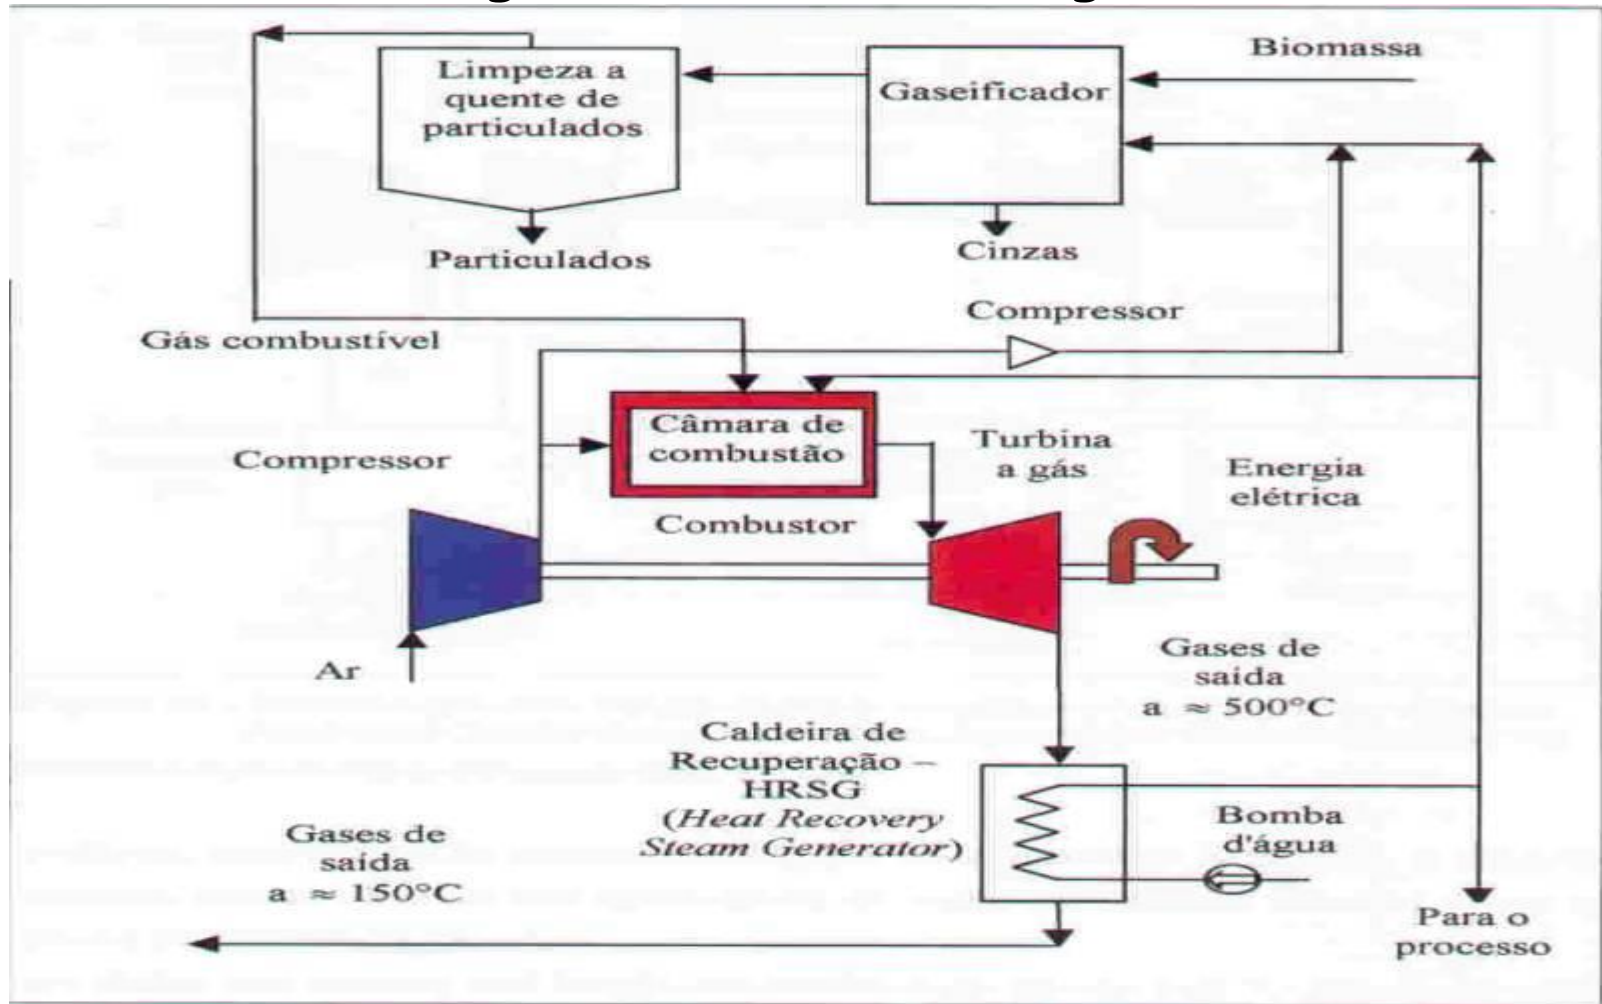 Limpeza a
quente de
particulados
Gaseificador
Biomassa
Particulados
Cinzas
Compressor
Gás combustível
Câmara de
combustão
Turbina
a gás
Compressor
Energia
elétrica
Combustor
Ar
Gases de
saída
a ≈ 500°C
Caldeira de
Recuperação –
HRSG
(Heat Recovery
Steam Generator)
Bomba
d'água
Gases de
saída
a ≈ 150°C
Para o
processo